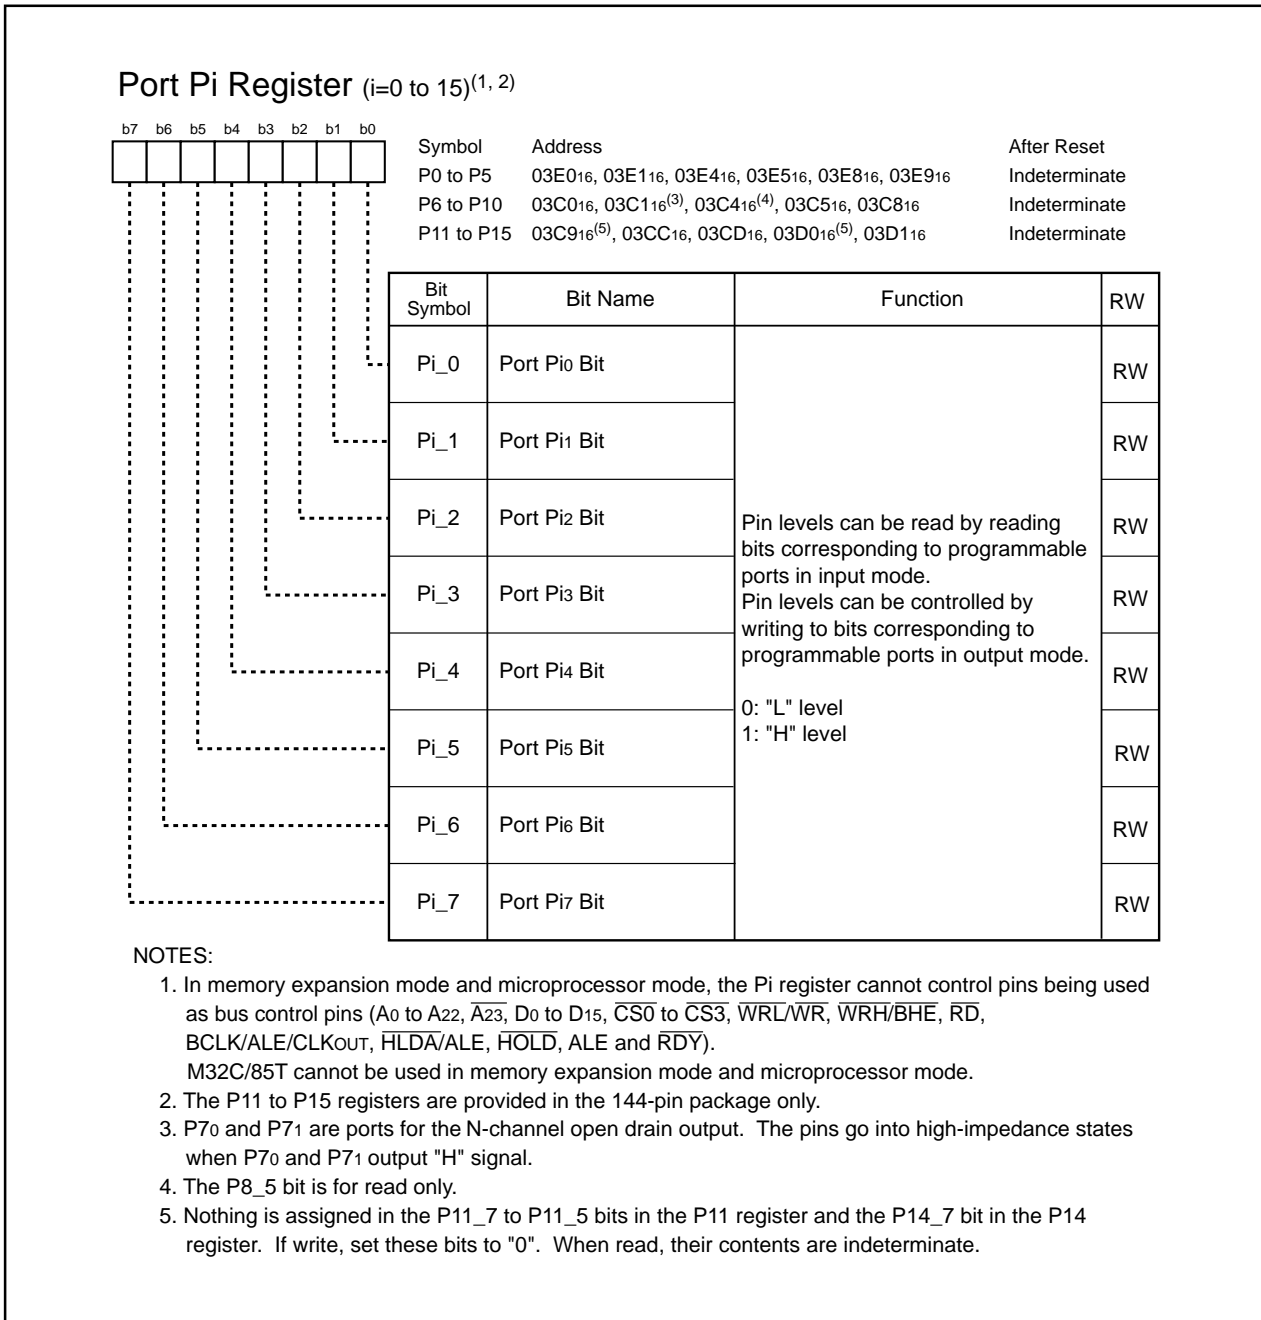 Port Pi Register (i=0 to 15)(1, 2)
b7 b6 b5 b4 b3 b2 b1 b0
Symbol Address After Reset
P0 to P5 03E016, 03E116, 03E416, 03E516, 03E816, 03E916 Indeterminate
P6 to P10 03C016, 03C116(3), 03C416(4), 03C516, 03C816 Indeterminate
P11 to P15 03C916(5), 03CC16, 03CD16, 03D016(5), 03D116 Indeterminate
Bit Symbol Bit Name Function RW
Pi_0 Port Pi0 Bit RW
Pi_1 Port Pi1 Bit RW
Pi_2 Port Pi2 Bit RW
Pi_3 Port Pi3 Bit RW
Pi_4 Port Pi4 Bit RW
Pi_5 Port Pi5 Bit RW
Pi_6 Port Pi6 Bit RW
Pi_7 Port Pi7 Bit RW
Pin levels can be read by reading
bits corresponding to programmable
ports in input mode.
Pin levels can be controlled by
writing to bits corresponding to
programmable ports in output mode.
0: "L" level
1: "H" level
NOTES:
1. In memory expansion mode and microprocessor mode, the Pi register cannot control pins being used
as bus control pins (A0 to A22, A23, D0 to D15, CS0 to CS3, WRL/WR, WRH/BHE, RD,
BCLK/ALE/CLKOUT, HLDA/ALE, HOLD, ALE and RDY).
M32C/85T cannot be used in memory expansion mode and microprocessor mode.
2. The P11 to P15 registers are provided in the 144-pin package only.
3. P70 and P71 are ports for the N-channel open drain output. The pins go into high-impedance states
when P70 and P71 output "H" signal.
4. The P8_5 bit is for read only.
5. Nothing is assigned in the P11_7 to P11_5 bits in the P11 register and the P14_7 bit in the P14
register. If write, set these bits to "0". When read, their contents are indeterminate.